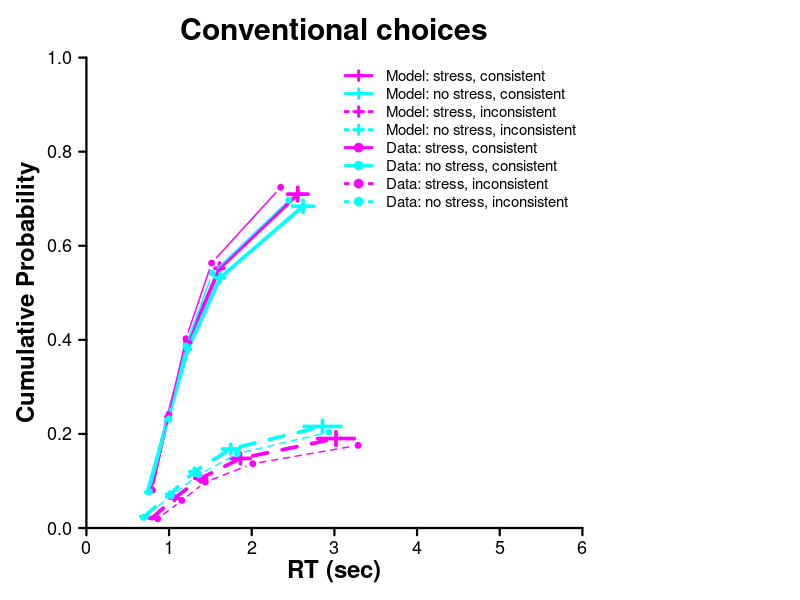 Conventional choices
Model: stress, consistent
Model: no stress, consistent
Model: stress, inconsistent
Model: no stress, inconsistent
Data: stress, consistent
Data: no stress, consistent
Data: stress, inconsistent
Data: no stress, inconsistent
Cumulative Probability
1.0
0.8
0.6
0.4
0.2
0.0
0 1 2 3 4 5 6
RT (sec)